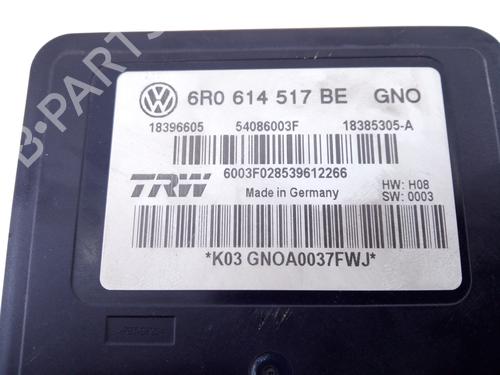 B-PARTS
6R0 614 517 BE GNO
18396605 54086003F 18385305-A
6003F028539612266
TRW
Made in Germany
HW: H08
SW: 0003
*K03 GNOA0037FWJ*